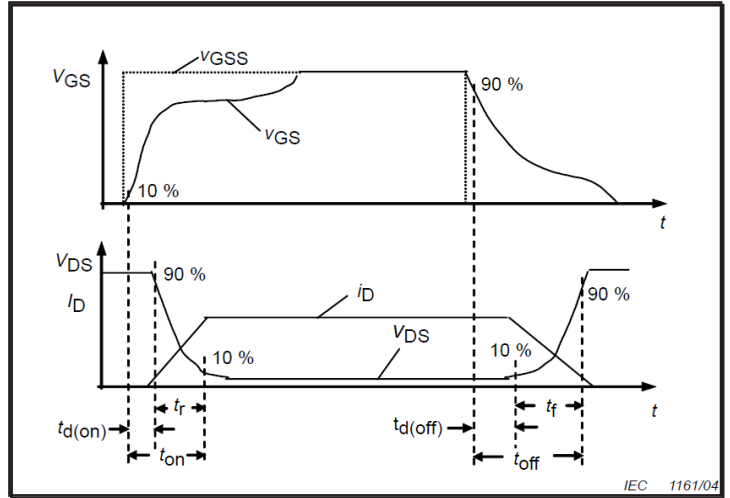 vGSS
VGS
90 %
vGS
10 %
t
VDS
90 %
ID
iD
90 %
VDS
10 %
10 %
tr
tf
t
td(on)
td(off)
ton
toff
IEC 1161/04